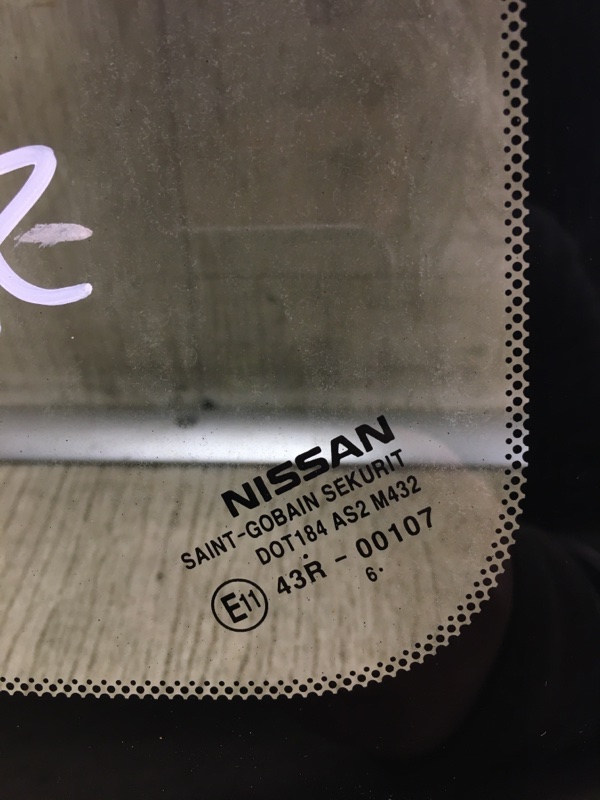 NISSAN
SAINT-GOBAIN SEKURIT
DOT184 AS2 M432
E11 43R - 00107
6.